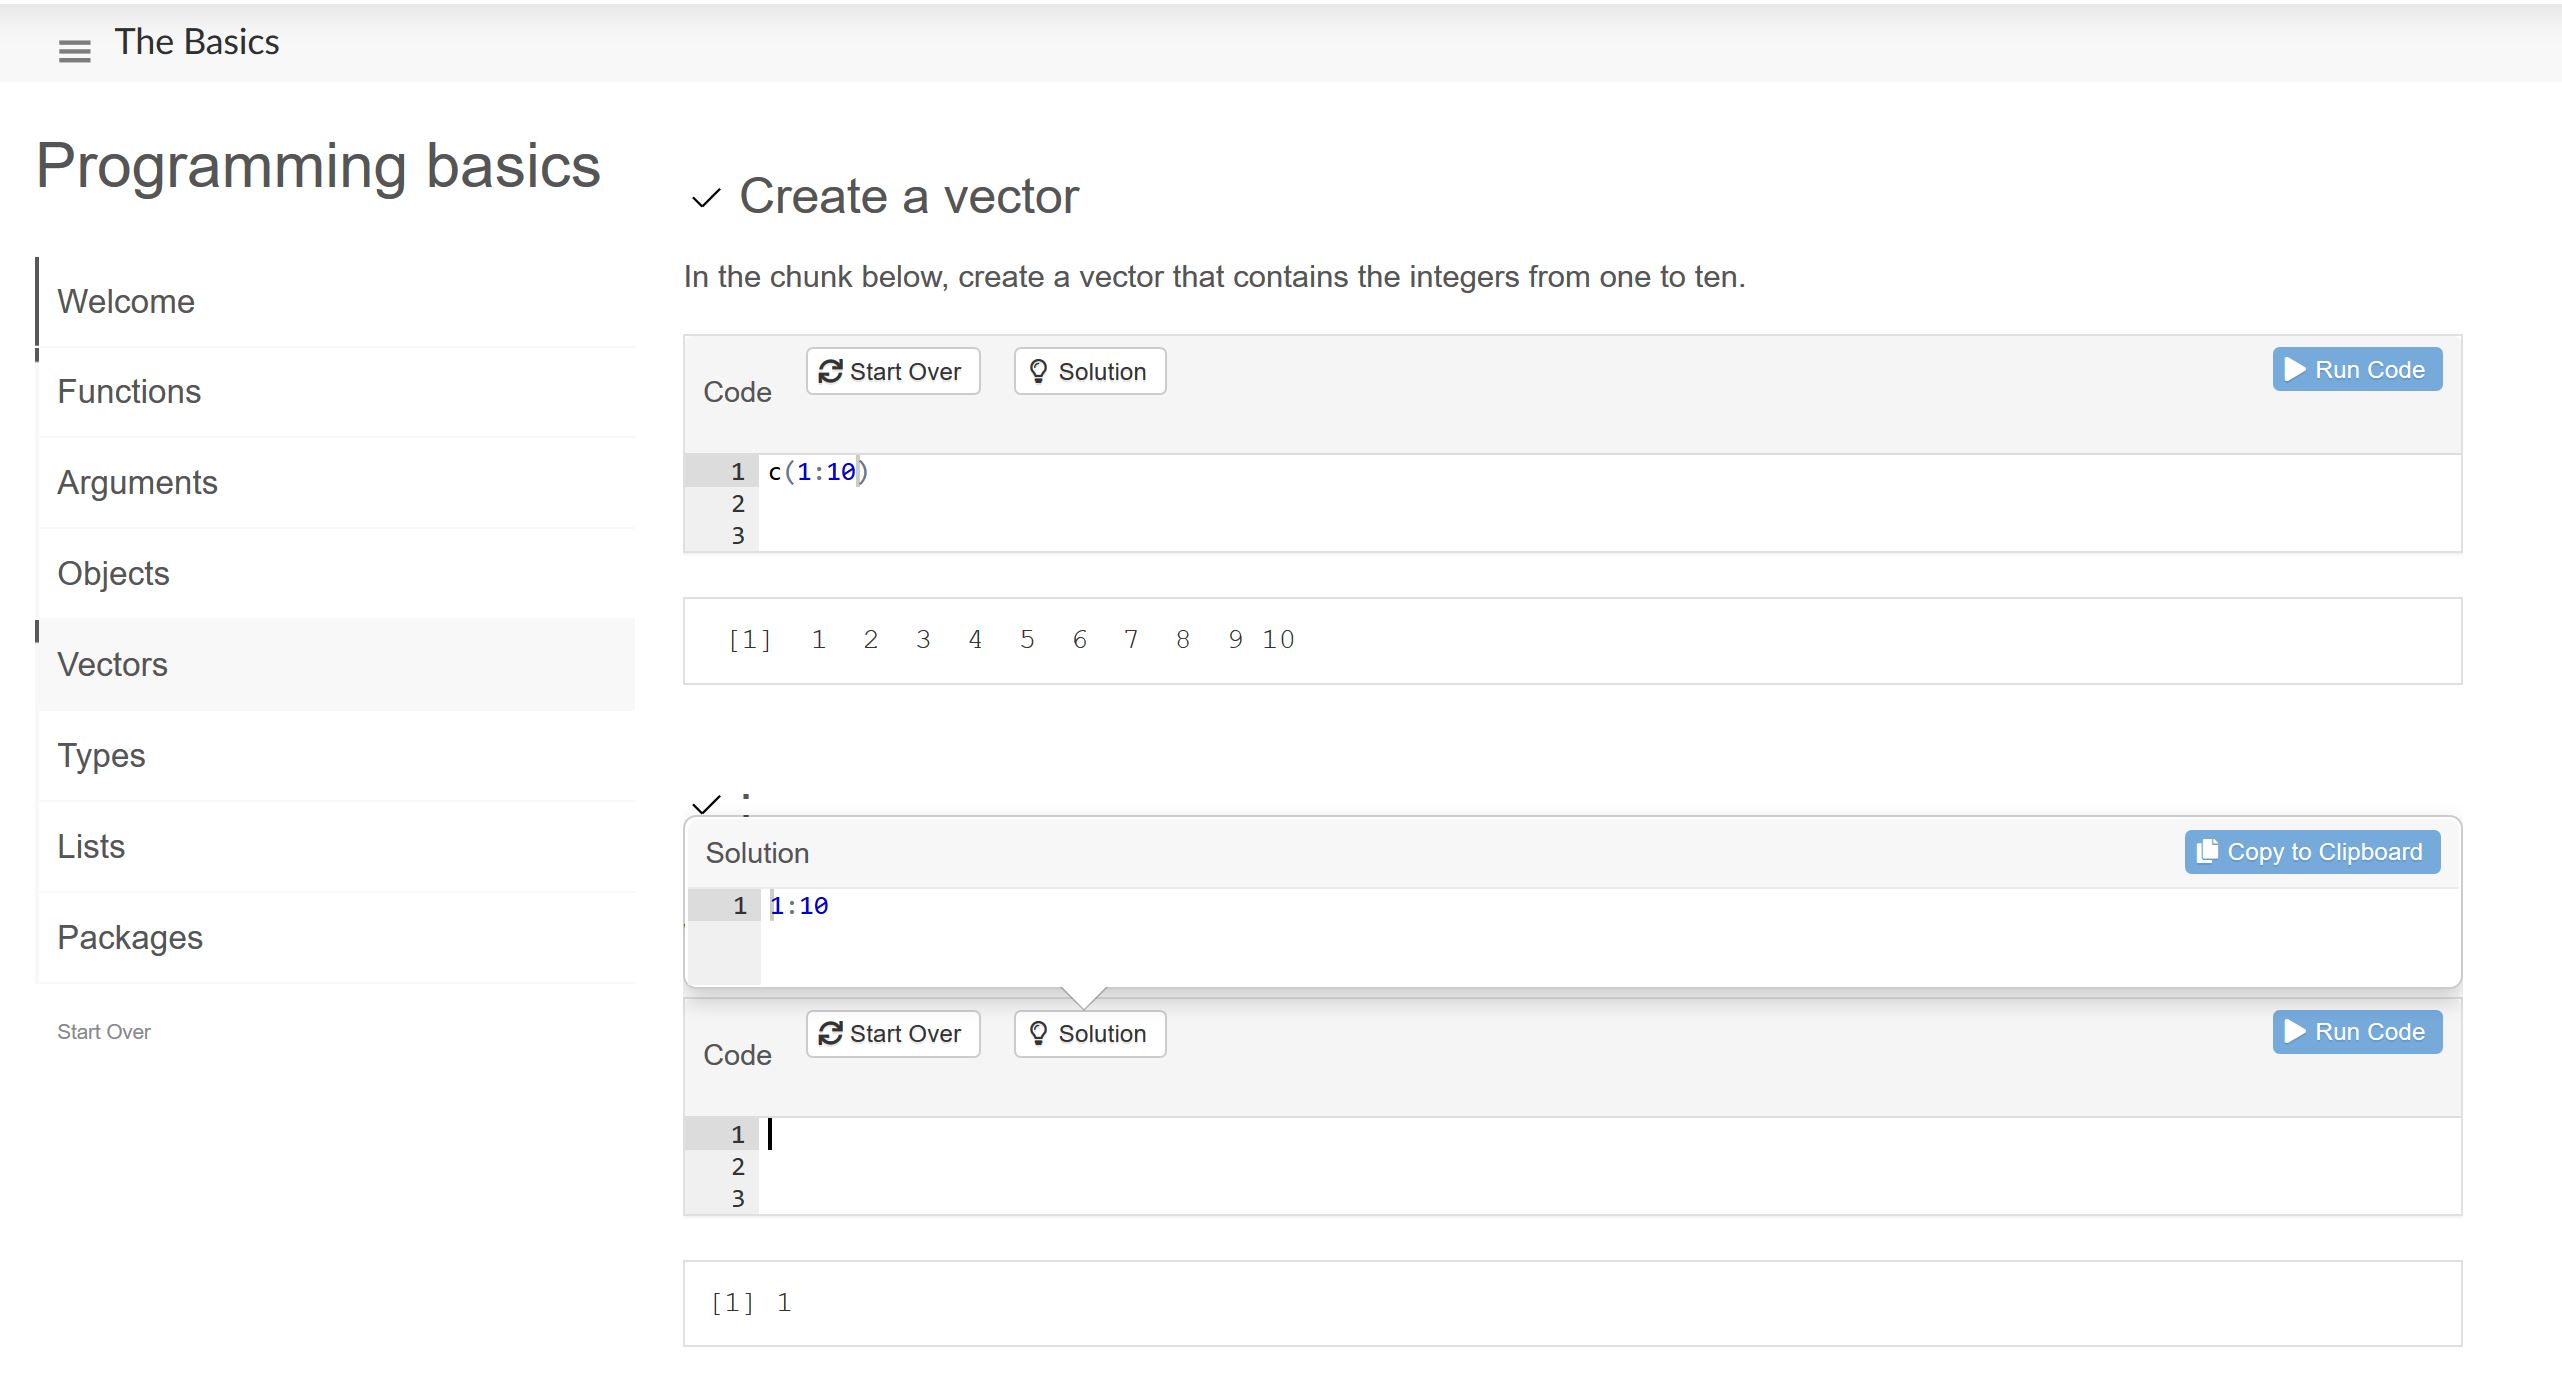 The Basics
Programming basics
Welcome
Functions
Arguments
Objects
Vectors
Types
Lists
Packages
Start Over
Create a vector
In the chunk below, create a vector that contains the integers from one to ten.
Code Start Over Solution Run Code
1 c(1:10)
2
3
[1] 1 2 3 4 5 6 7 8 9 10
:
Solution Copy to Clipboard
1 1:10
Code Start Over Solution Run Code
1
2
3
[1] 1